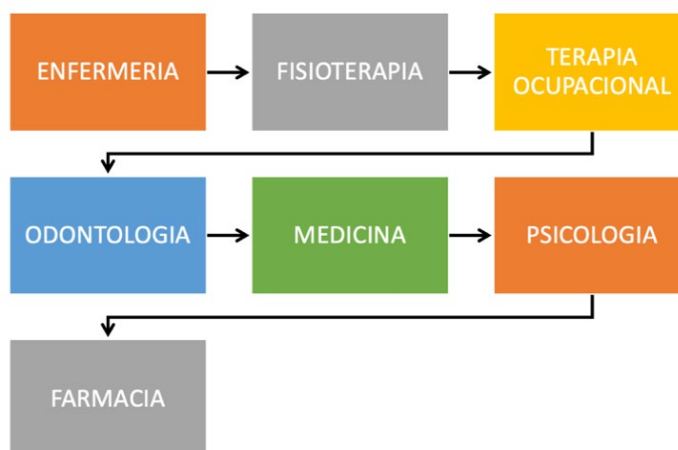 ENFERMERIA
FISIOTERAPIA
TERAPIA
OCUPACIONAL
ODONTOLOGIA
MEDICINA
PSICOLOGIA
FARMACIA